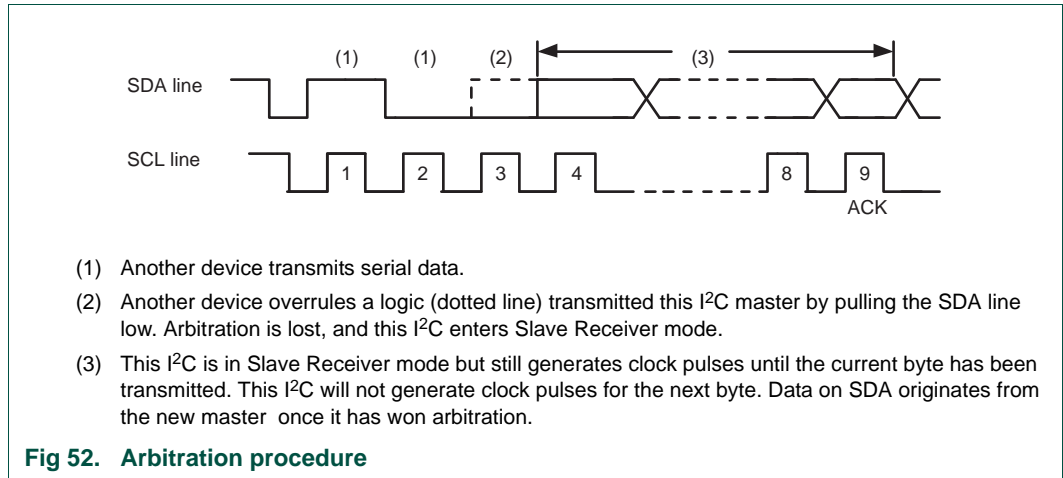 (1) (1) (2) (3)
SDA line
SCL line
1 2 3 4 8 9
ACK
(1) Another device transmits serial data.
(2) Another device overrules a logic (dotted line) transmitted this I2C master by pulling the SDA line
low. Arbitration is lost, and this I2C enters Slave Receiver mode.
(3) This I2C is in Slave Receiver mode but still generates clock pulses until the current byte has been
transmitted. This I2C will not generate clock pulses for the next byte. Data on SDA originates from
the new master once it has won arbitration.
Fig 52. Arbitration procedure